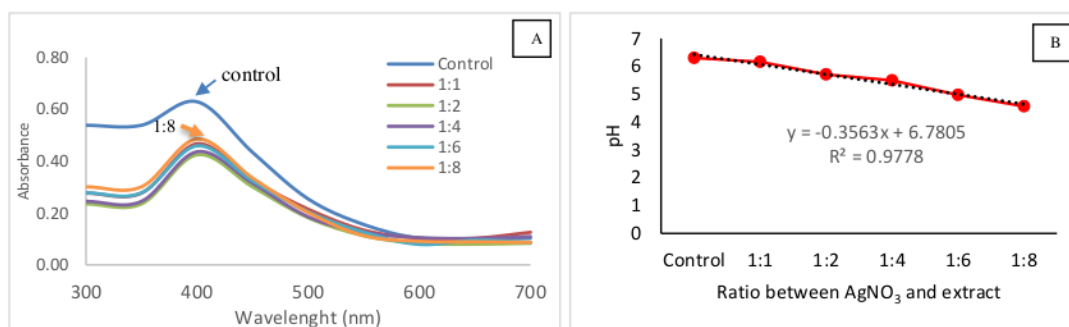 A
0.80
0.60
0.40
0.20
0.00
Absorbance
control
1:8
Control
1:1
1:2
1:4
1:6
1:8
300 400 500 600 700
Wavelenght (nm)
B
7
6
5
4
3
2
1
0
pH
y = -0.3563x + 6.7805
R² = 0.9778
Control 1:1 1:2 1:4 1:6 1:8
Ratio between AgNO₃ and extract